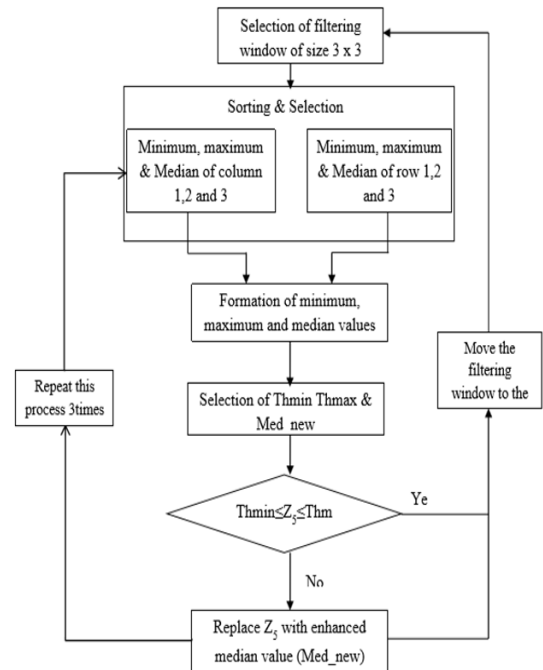 Selection of filtering
window of size 3 x 3
Sorting & Selection
Minimum, maximum
& Median of column
1,2 and 3
Minimum, maximum
& Median of row 1,2
and 3
Formation of minimum,
maximum and median values
Repeat this
process 3times
Move the
filtering
window to the
Selection of Thmin Thmax &
Med_new
Thmin≤Z₅≤Thm
Ye
No
Replace Z₅ with enhanced
median value (Med_new)